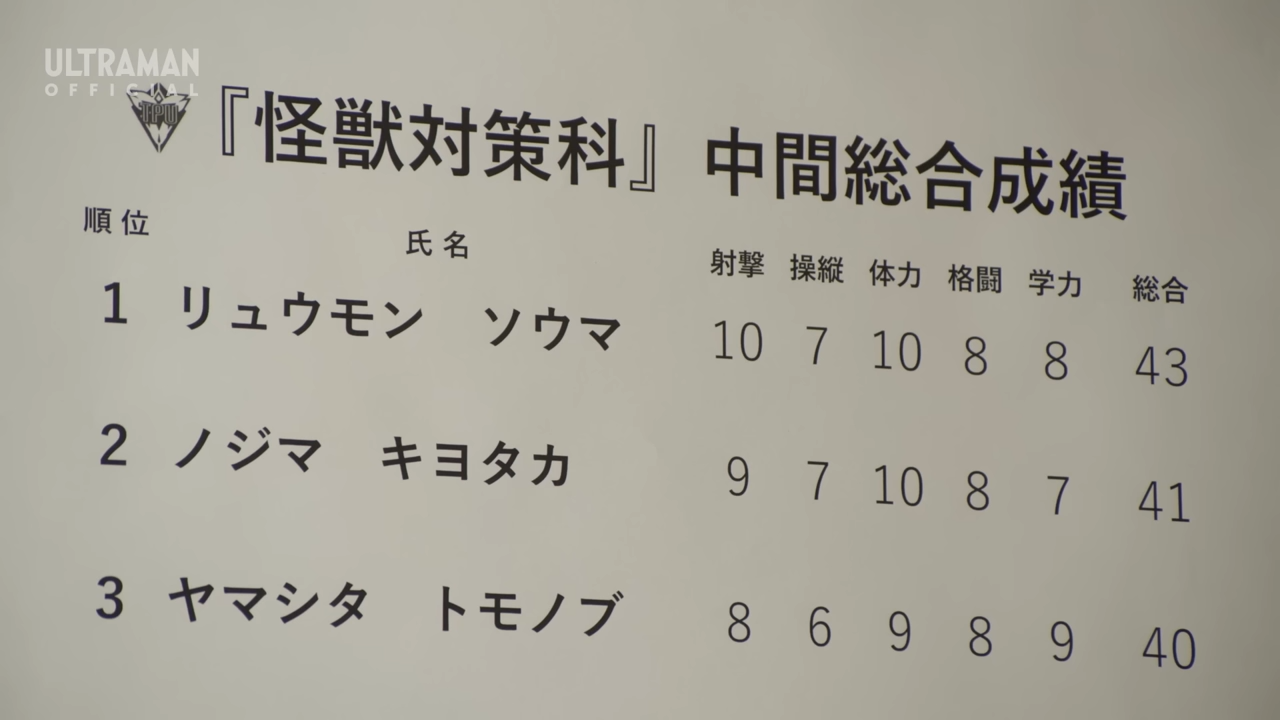 ULTRAMAN
OFFICIAL
TPU
『怪獣対策科』中間総合成績
順位 氏名 射撃 操縦 体力 格闘 学力 総合
1 リュウモン ソウマ 10 7 10 8 8 43
2 ノジマ キヨタカ 9 7 10 8 7 41
3 ヤマシタ トモノブ 8 6 9 8 9 40